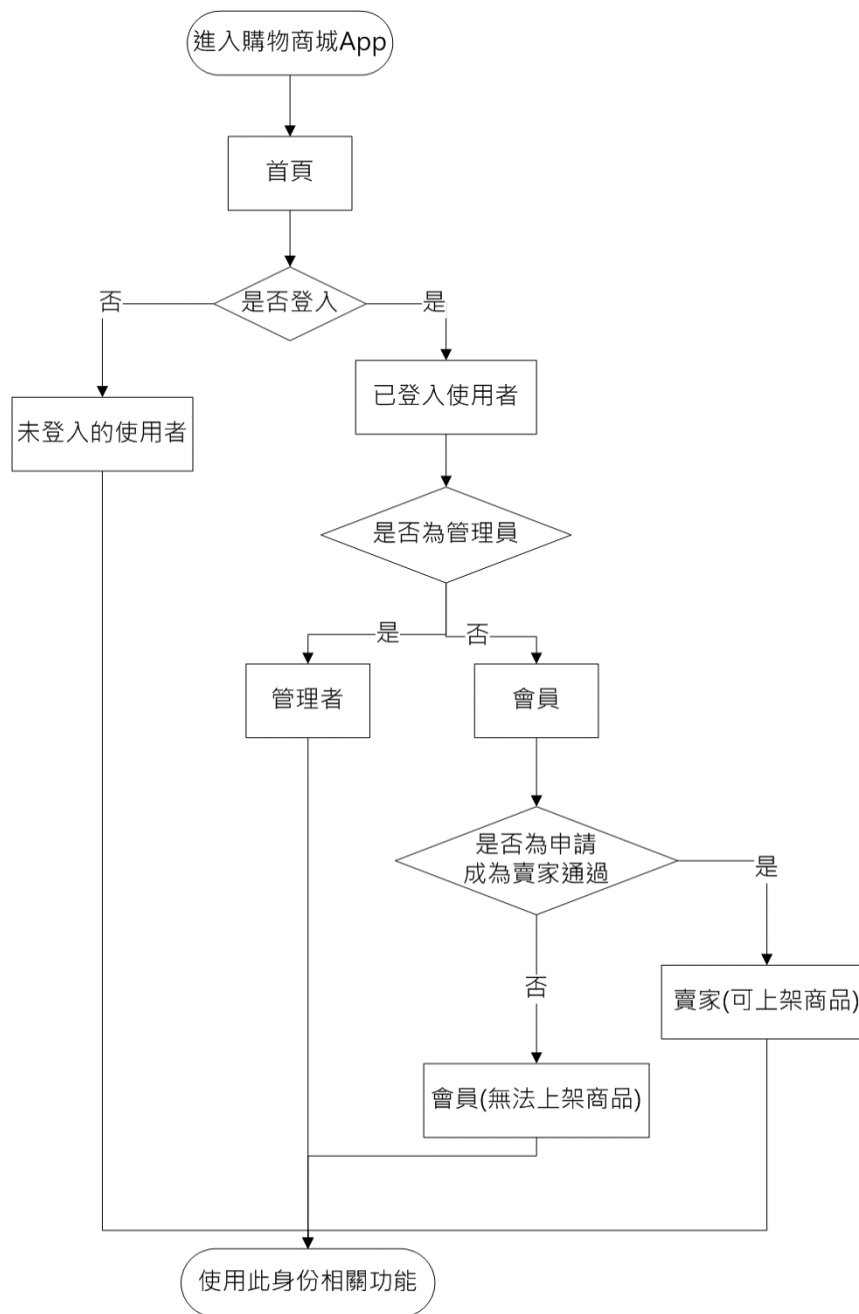 進入購物商城App
首頁
是否登入
否
是
已登入使用者
未登入的使用者
是否為管理員
是
否
管理者
會員
是否為申請
成為賣家通過
是
否
賣家(可上架商品)
會員(無法上架商品)
使用此身份相關功能